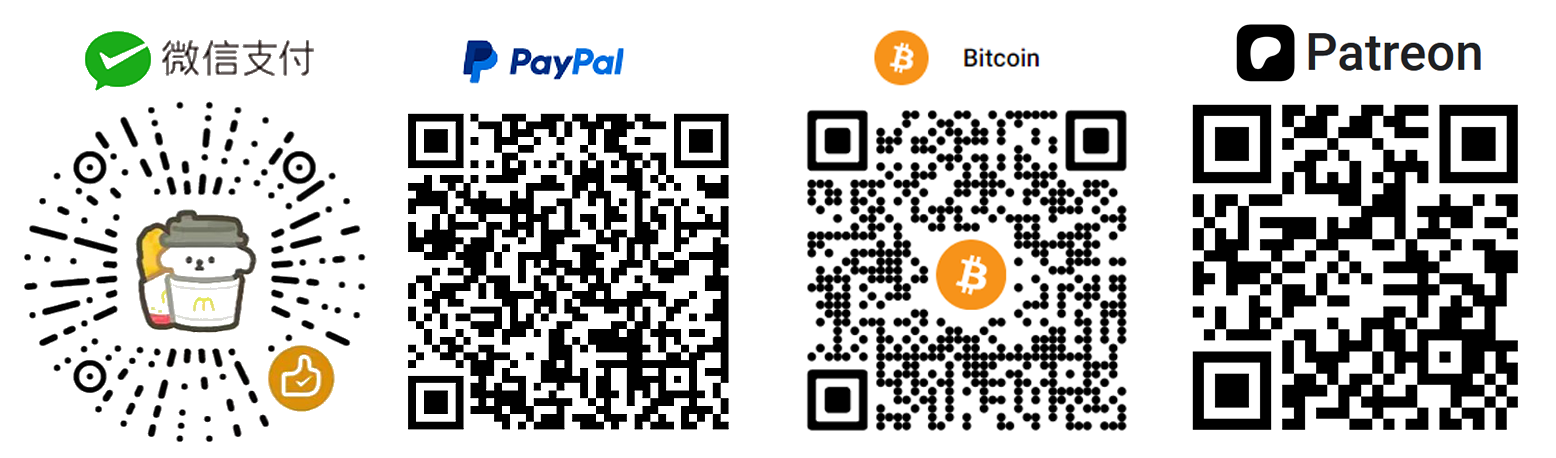 微信支付
PayPal
Bitcoin
Patreon